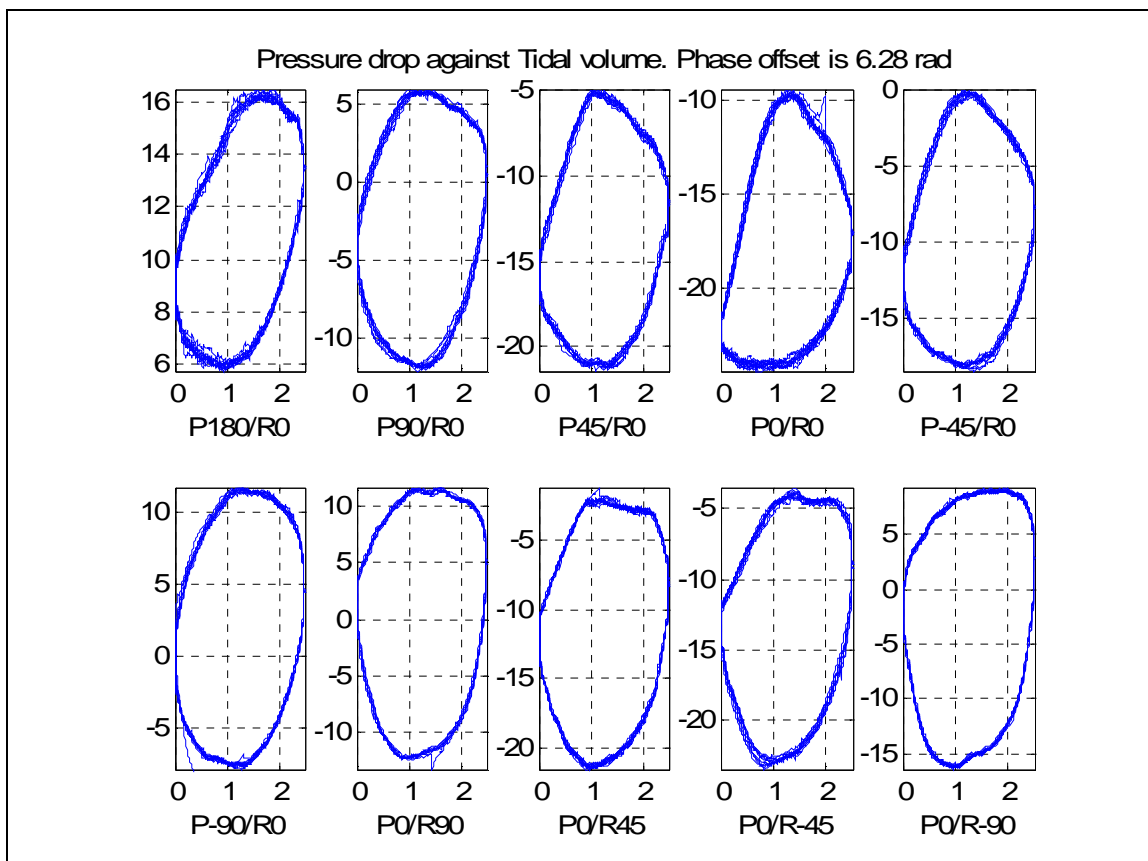 Pressure drop against Tidal volume. Phase offset is 6.28 rad
16
14
12
10
8
6
0 1 2
P180/R0
5
0
-5
-10
0 1 2
P90/R0
-5
-10
-15
-20
0 1 2
P45/R0
-10
-15
-20
0 1 2
P0/R0
0
-5
-10
-15
0 1 2
P-45/R0
10
5
0
-5
0 1 2
P-90/R0
10
5
0
-5
-10
0 1 2
P0/R90
-5
-10
-15
-20
0 1 2
P0/R45
-5
-10
-15
-20
0 1 2
P0/R-45
5
0
-5
-10
-15
0 1 2
P0/R-90